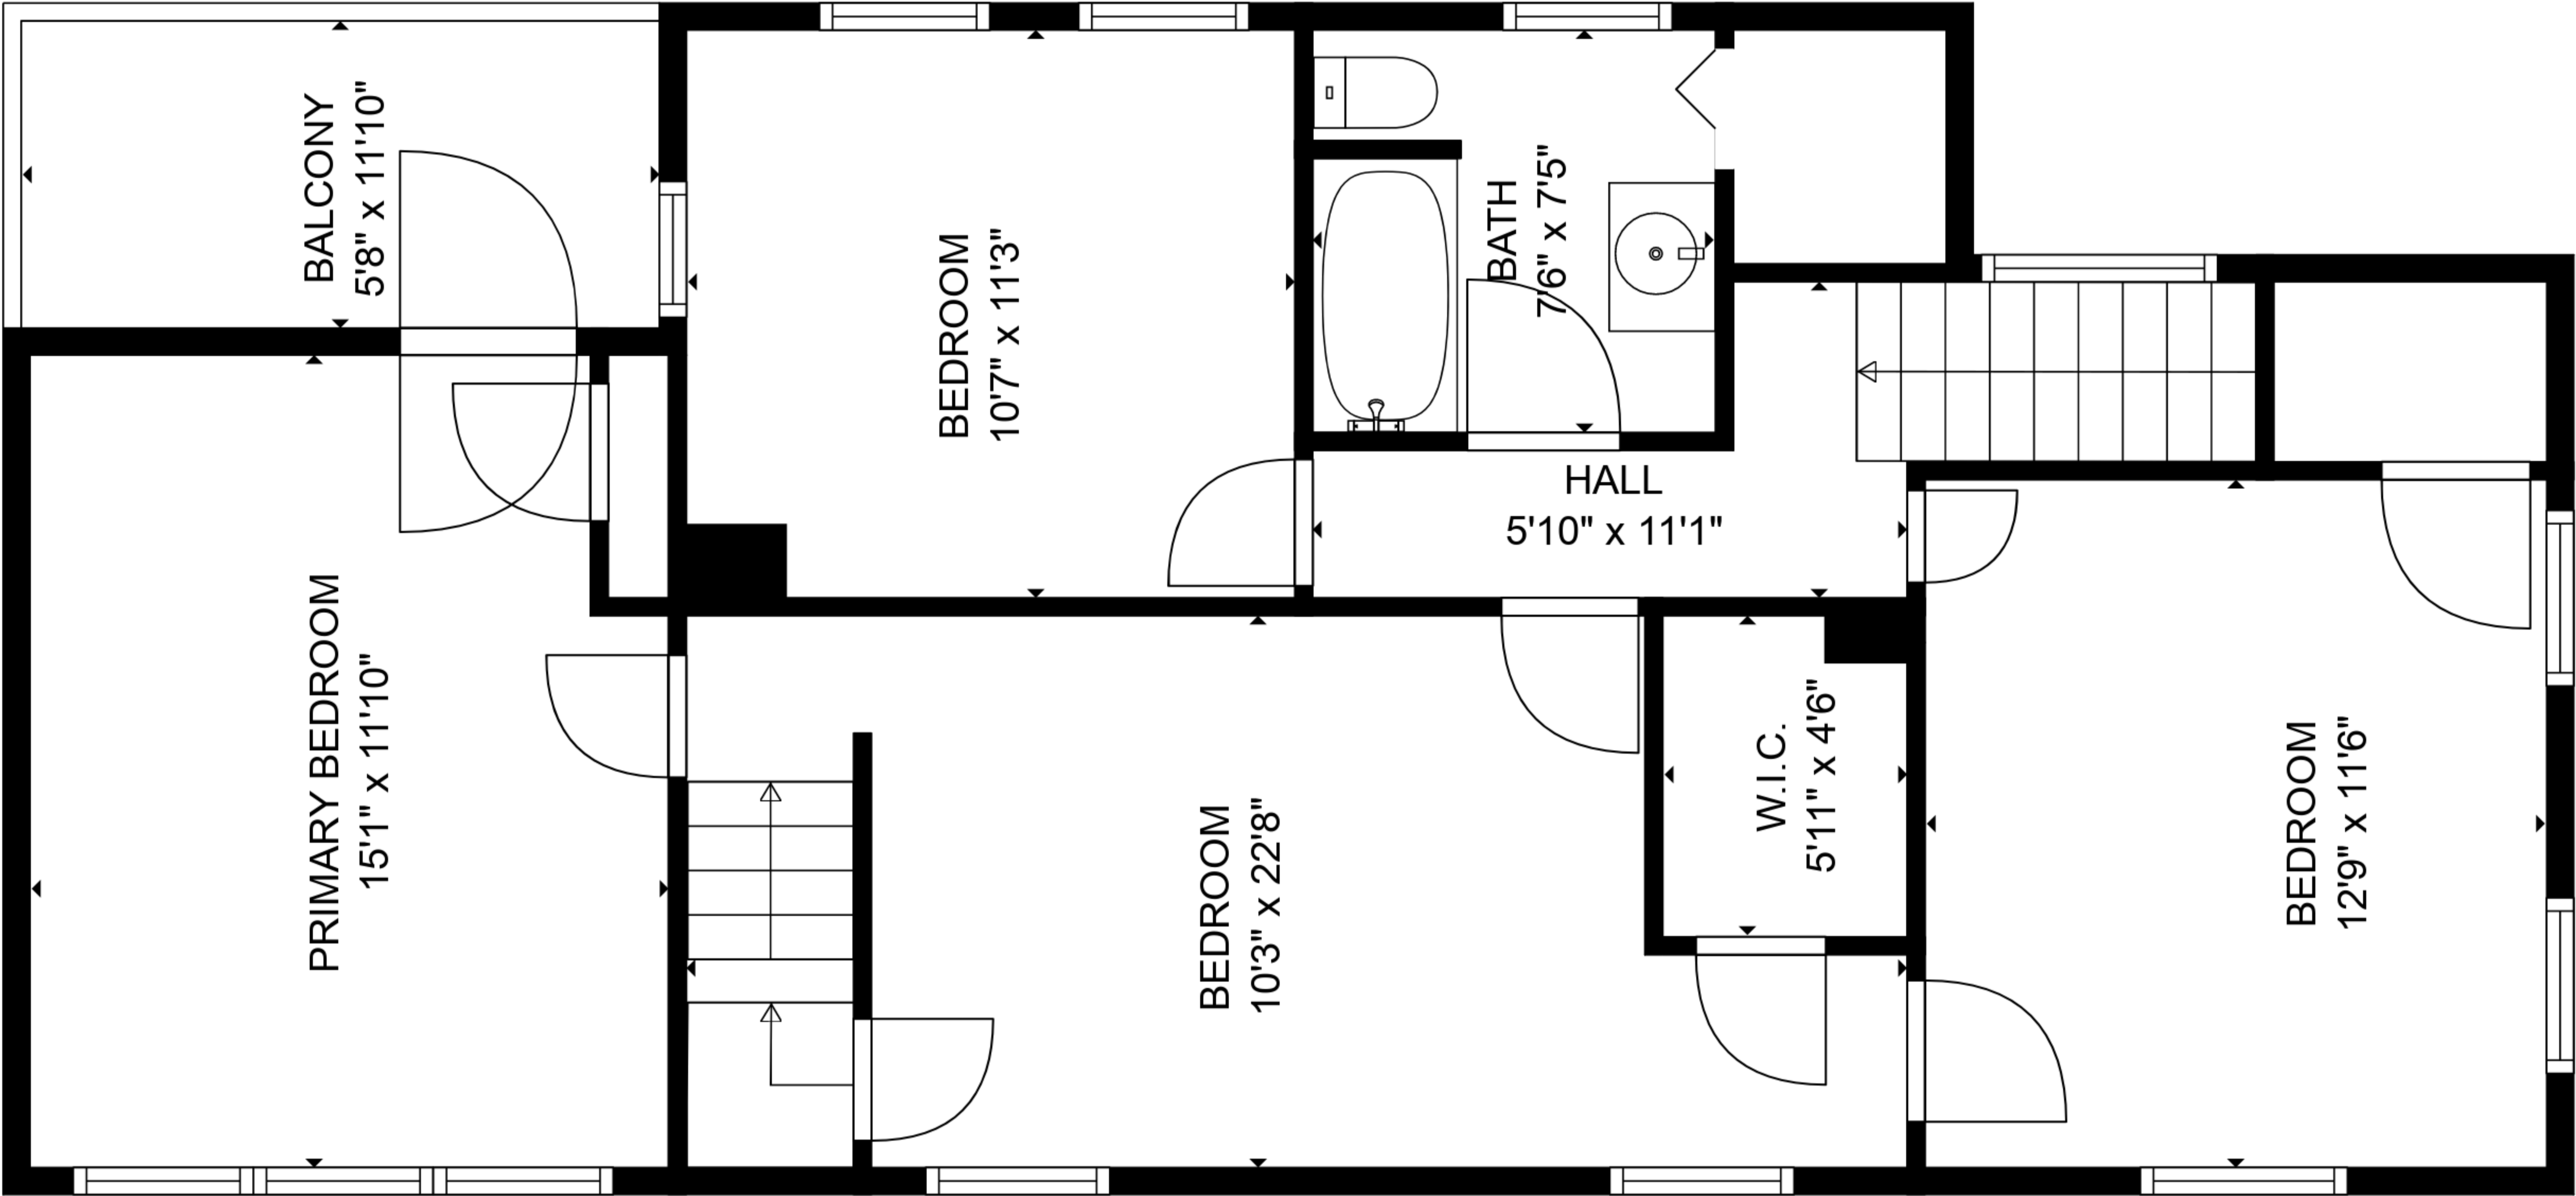 BALCONY
5'8" x 11'10"
BEDROOM
10'7" x 11'3"
BATH
7'6" x 7'5"
HALL
5'10" x 11'1"
PRIMARY BEDROOM
15'1" x 11'10"
BEDROOM
10'3" x 22'8"
W.I.C.
5'11" x 4'6"
BEDROOM
12'9" x 11'6"